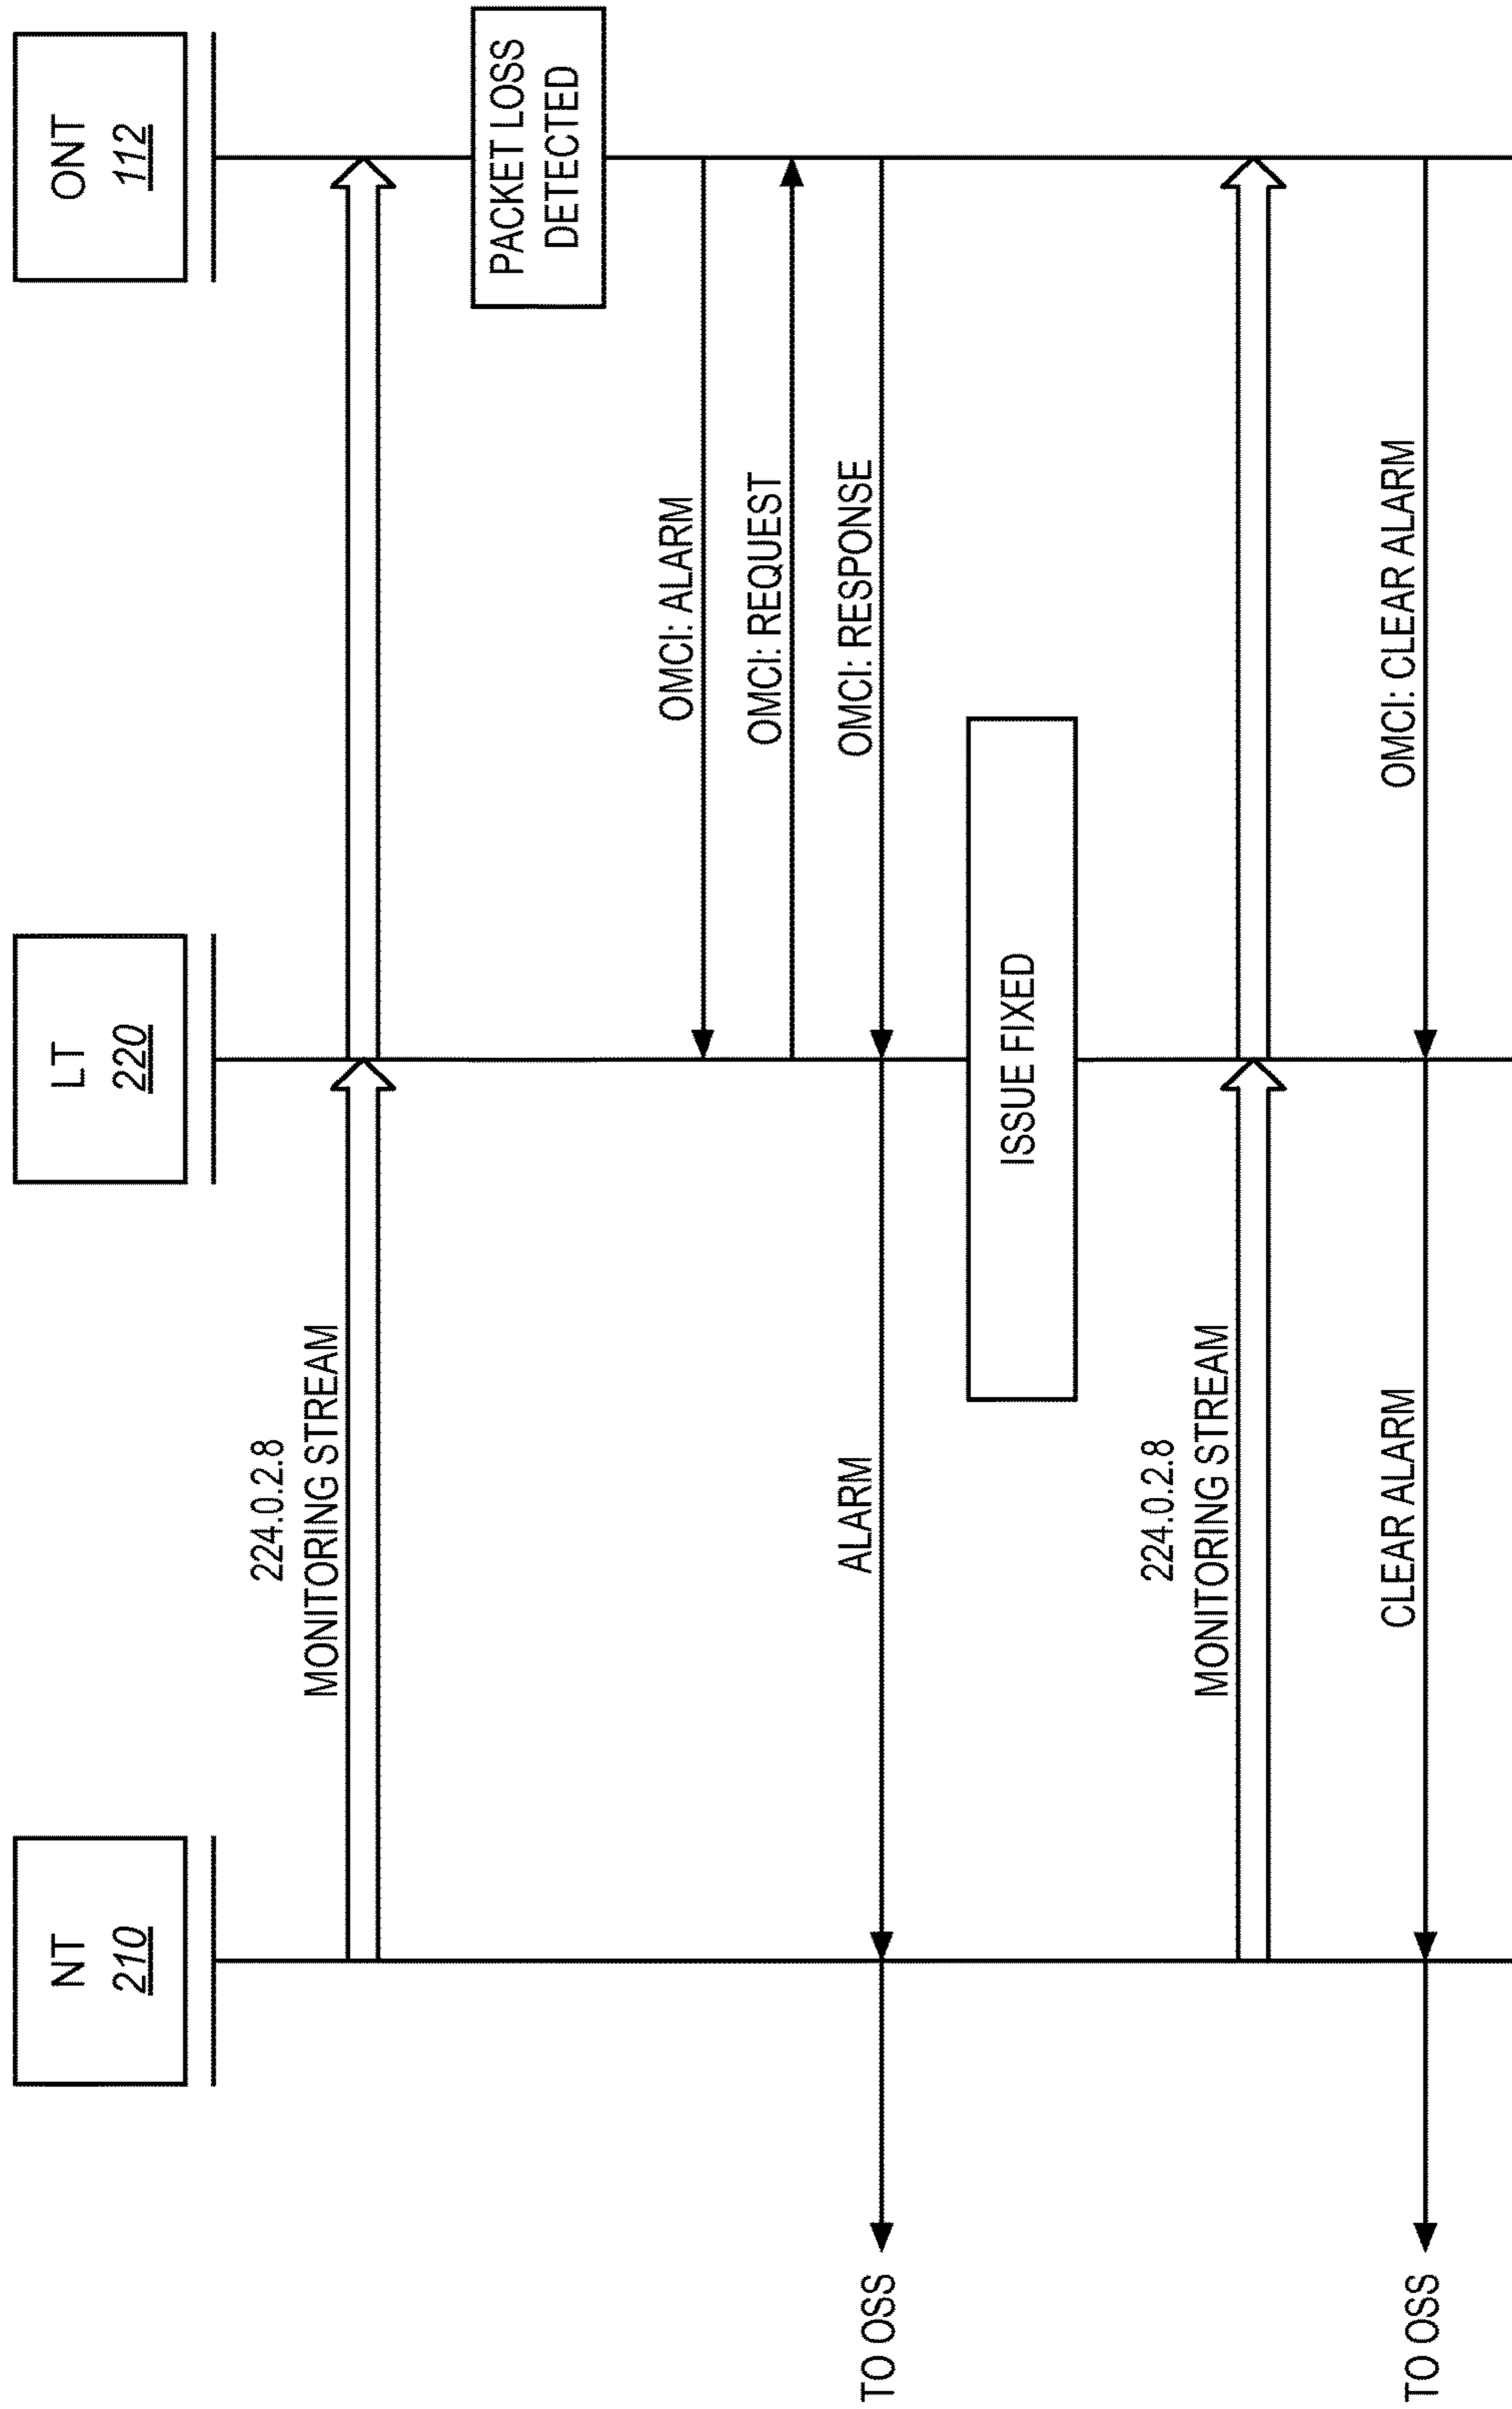 NT
210
LT
220
ONT
112
224.0.2.8
MONITORING STREAM
PACKET LOSS
DETECTED
OMCI: ALARM
OMCI: REQUEST
TO OSS
ALARM
OMCI: RESPONSE
ISSUE FIXED
224.0.2.8
MONITORING STREAM
TO OSS
CLEAR ALARM
OMCI: CLEAR ALARM